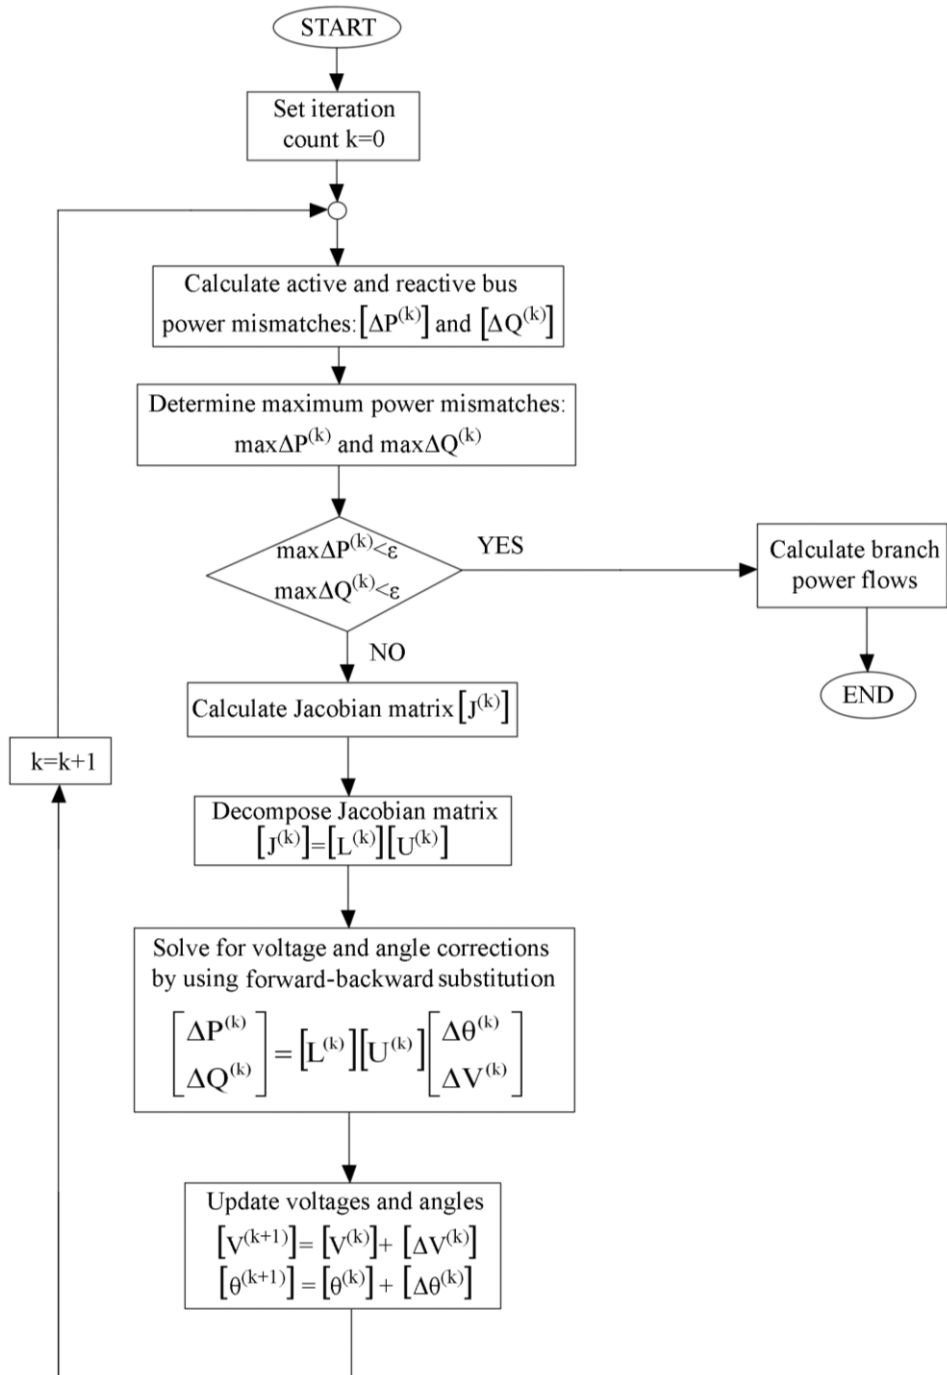 START
Set iteration
count k=0
Calculate active and reactive bus
power mismatches: [ΔP^(k)] and [ΔQ^(k)]
Determine maximum power mismatches:
maxΔP^(k) and maxΔQ^(k)
maxΔP^(k)<ε
maxΔQ^(k)<ε
YES
Calculate branch
power flows
END
NO
Calculate Jacobian matrix [J^(k)]
k=k+1
Decompose Jacobian matrix
[J^(k)]=[L^(k)][U^(k)]
Solve for voltage and angle corrections
by using forward-backward substitution
[ΔP^(k) ΔQ^(k)] = [L^(k)][U^(k)] [Δθ^(k) ΔV^(k)]
Update voltages and angles
[V^(k+1)]= [V^(k)]+ [ΔV^(k)]
[θ^(k+1)] = [θ^(k)] + [Δθ^(k)]